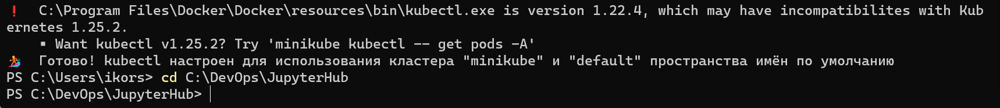 ❗  C:\Program Files\Docker\Docker\resources\bin\kubectl.exe is version 1.22.4, which may have incompatibilites with Kub
ernetes 1.25.2.
    ▪ Want kubectl v1.25.2? Try 'minikube kubectl -- get pods -A'
🏄  Готово! kubectl настроен для использования кластера "minikube" и "default" пространства имён по умолчанию
PS C:\Users\ikors> cd C:\DevOps\JupyterHub
PS C:\DevOps\JupyterHub>